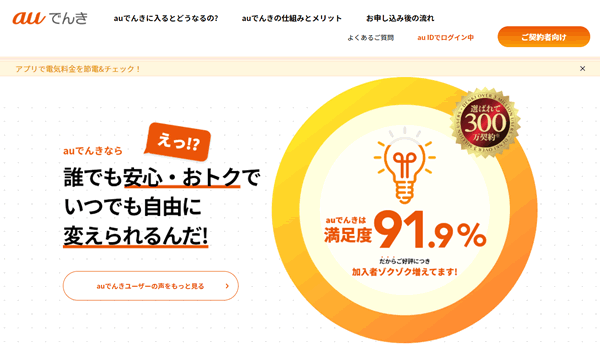 au でんき
auでんきに入るとどうなるの?
auでんきの仕組みとメリット
お申し込み後の流れ
よくあるご質問
au IDでログイン中
ご契約者向け
アプリで電気料金を節電&チェック！
×
auでんきなら
えっ!?
誰でも安心・おトクで
いつでも自由に
変えられるんだ!
auでんきユーザーの声をもっと見る
選ばれて
300
万契約※
auでんきは
満足度91.9%
だからご好評につき
加入者ゾクゾク増えてます!